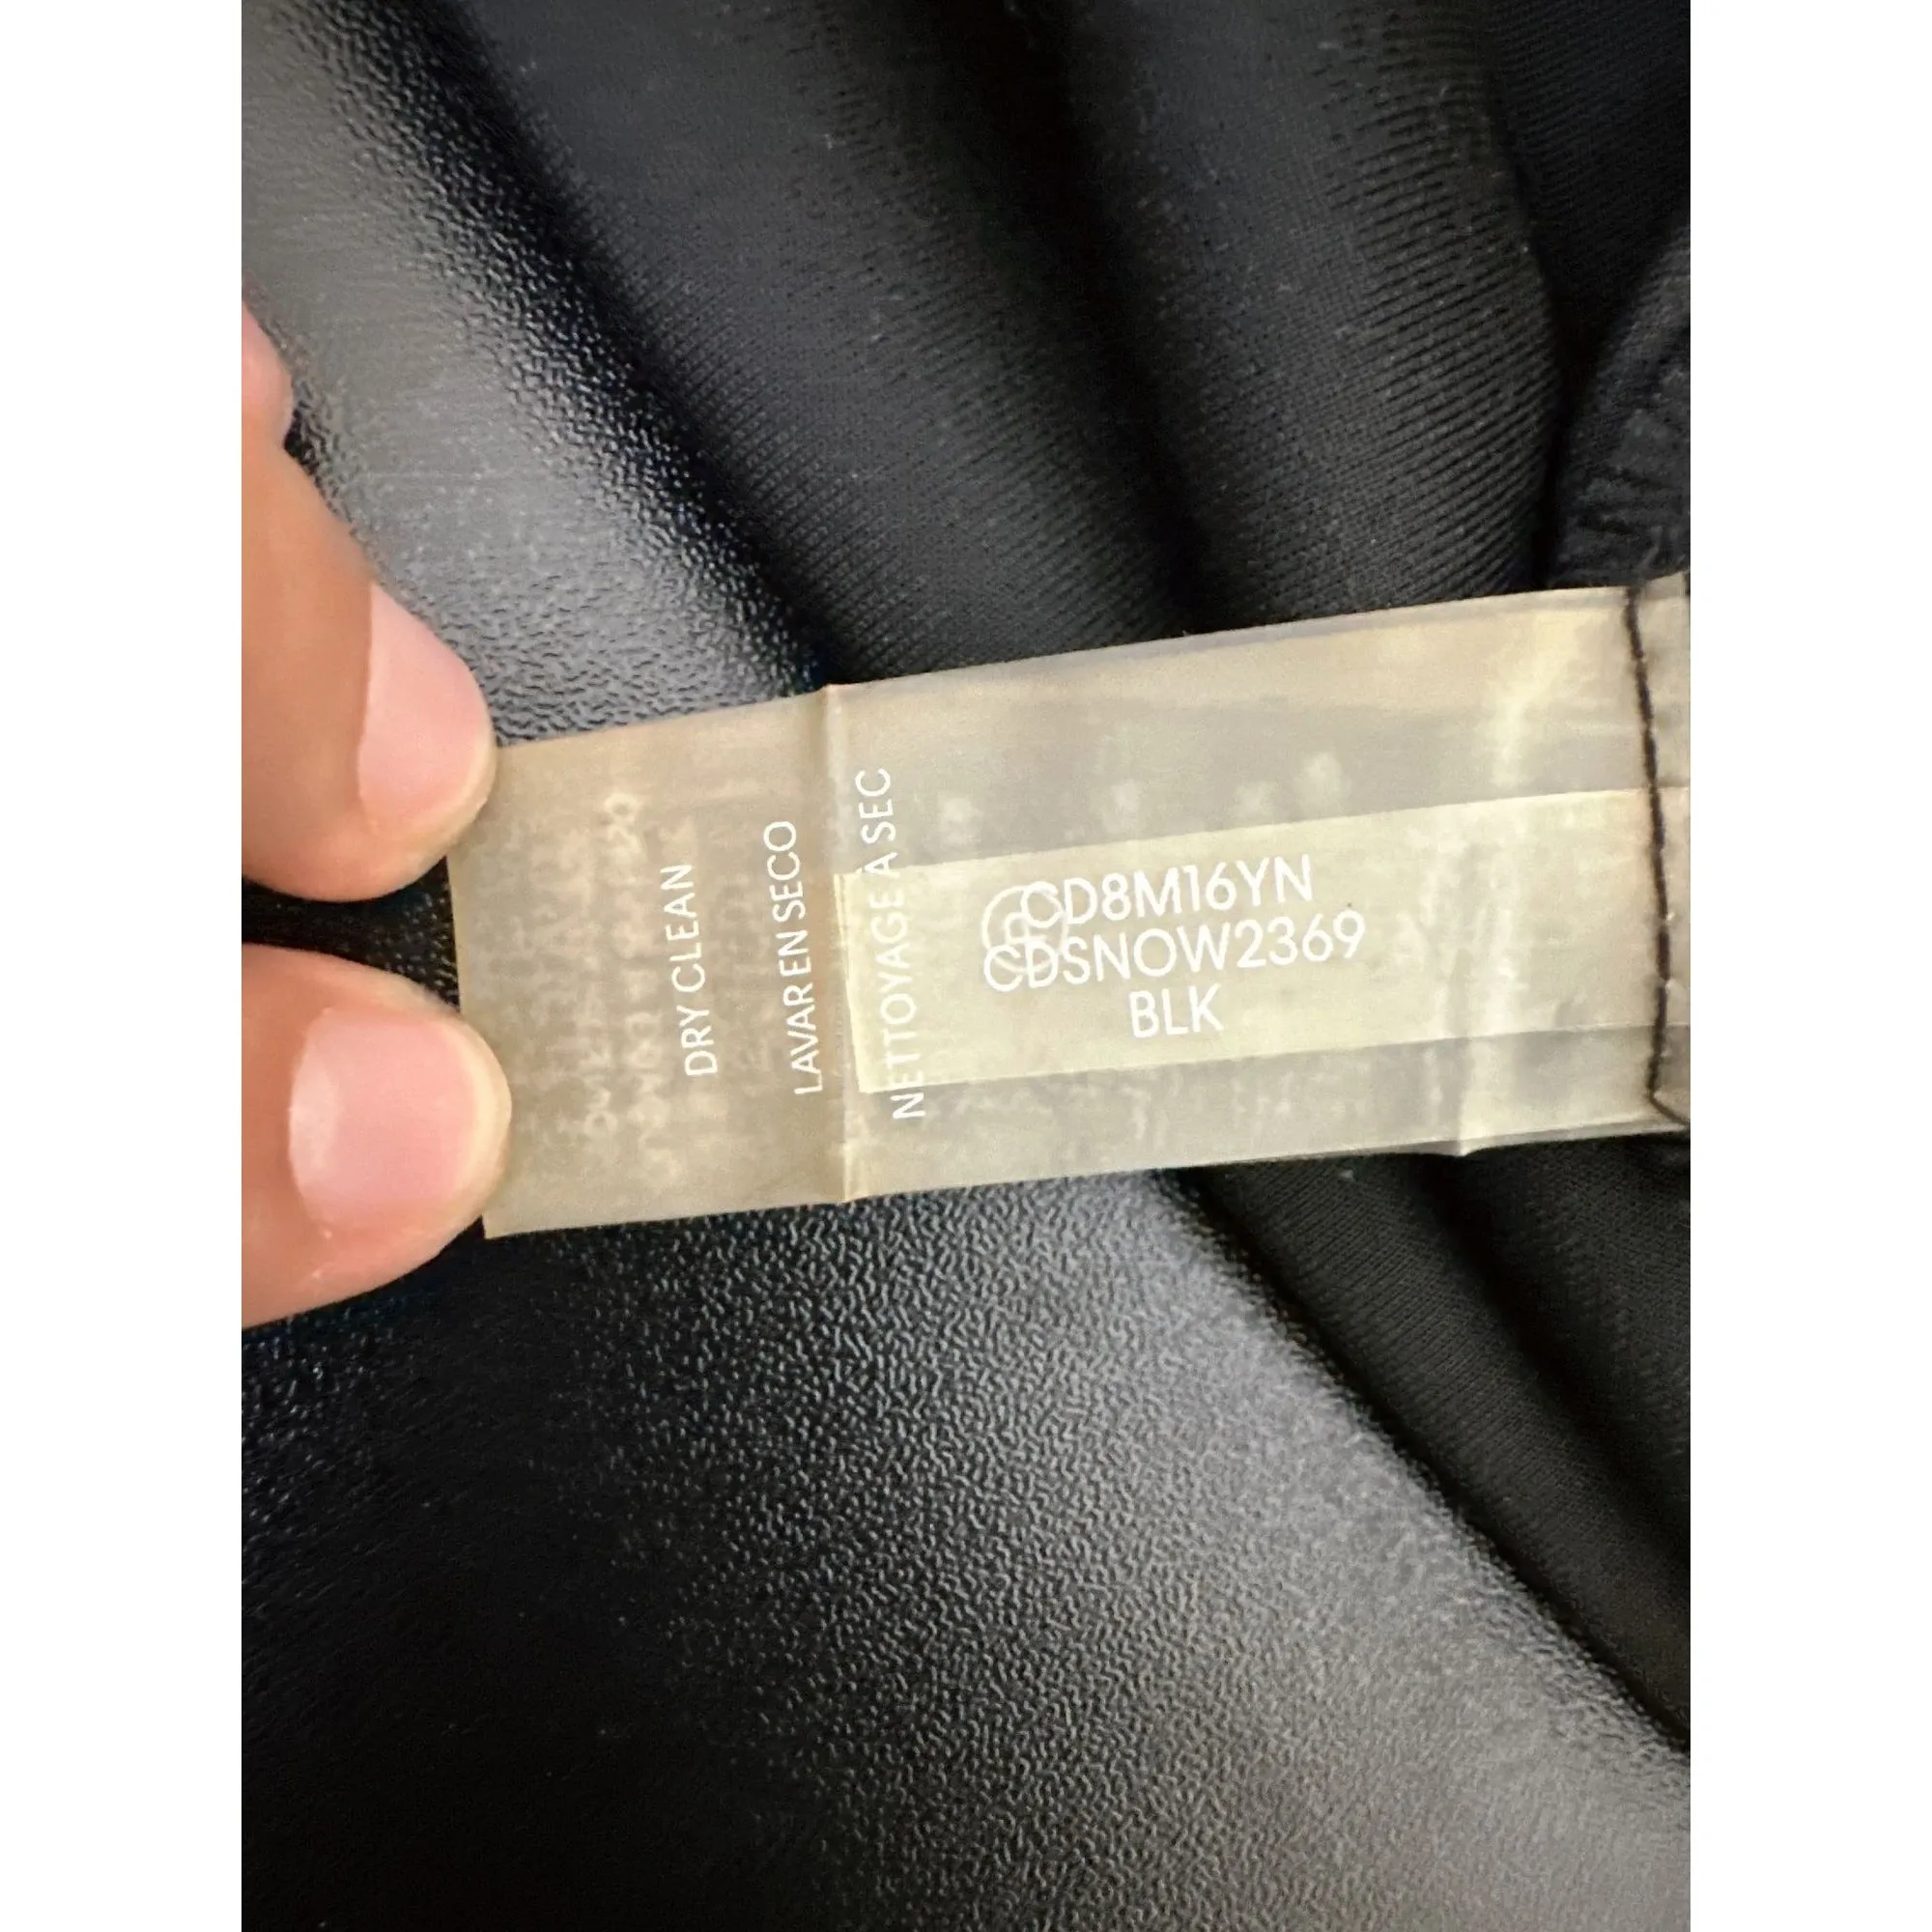 DRY CLEAN
LAVAR EN SECO
NETTOYAGE À SEC
CD8M16YN
CDSNOW2369
BLK